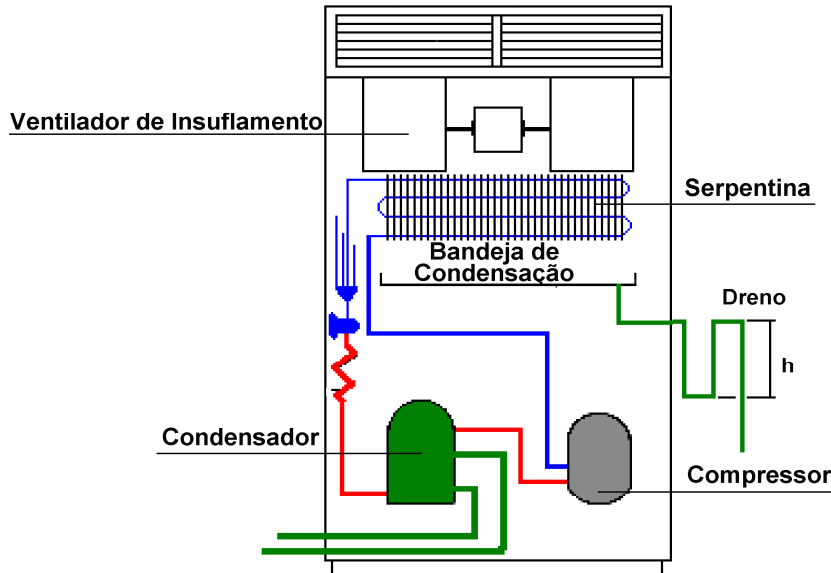 Ventilador de Insuflamento
Serpentina
Bandeja de
Condensação
Dreno
h
Condensador
Compressor